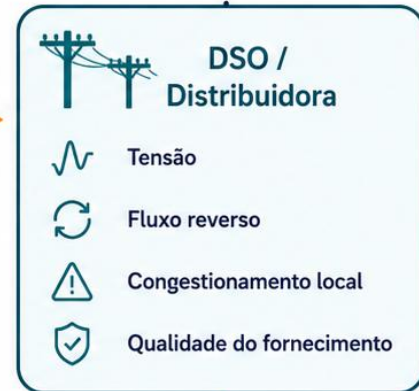 DSO /
Distribuidora
Tensão
Fluxo reverso
Congestionamento local
Qualidade do fornecimento